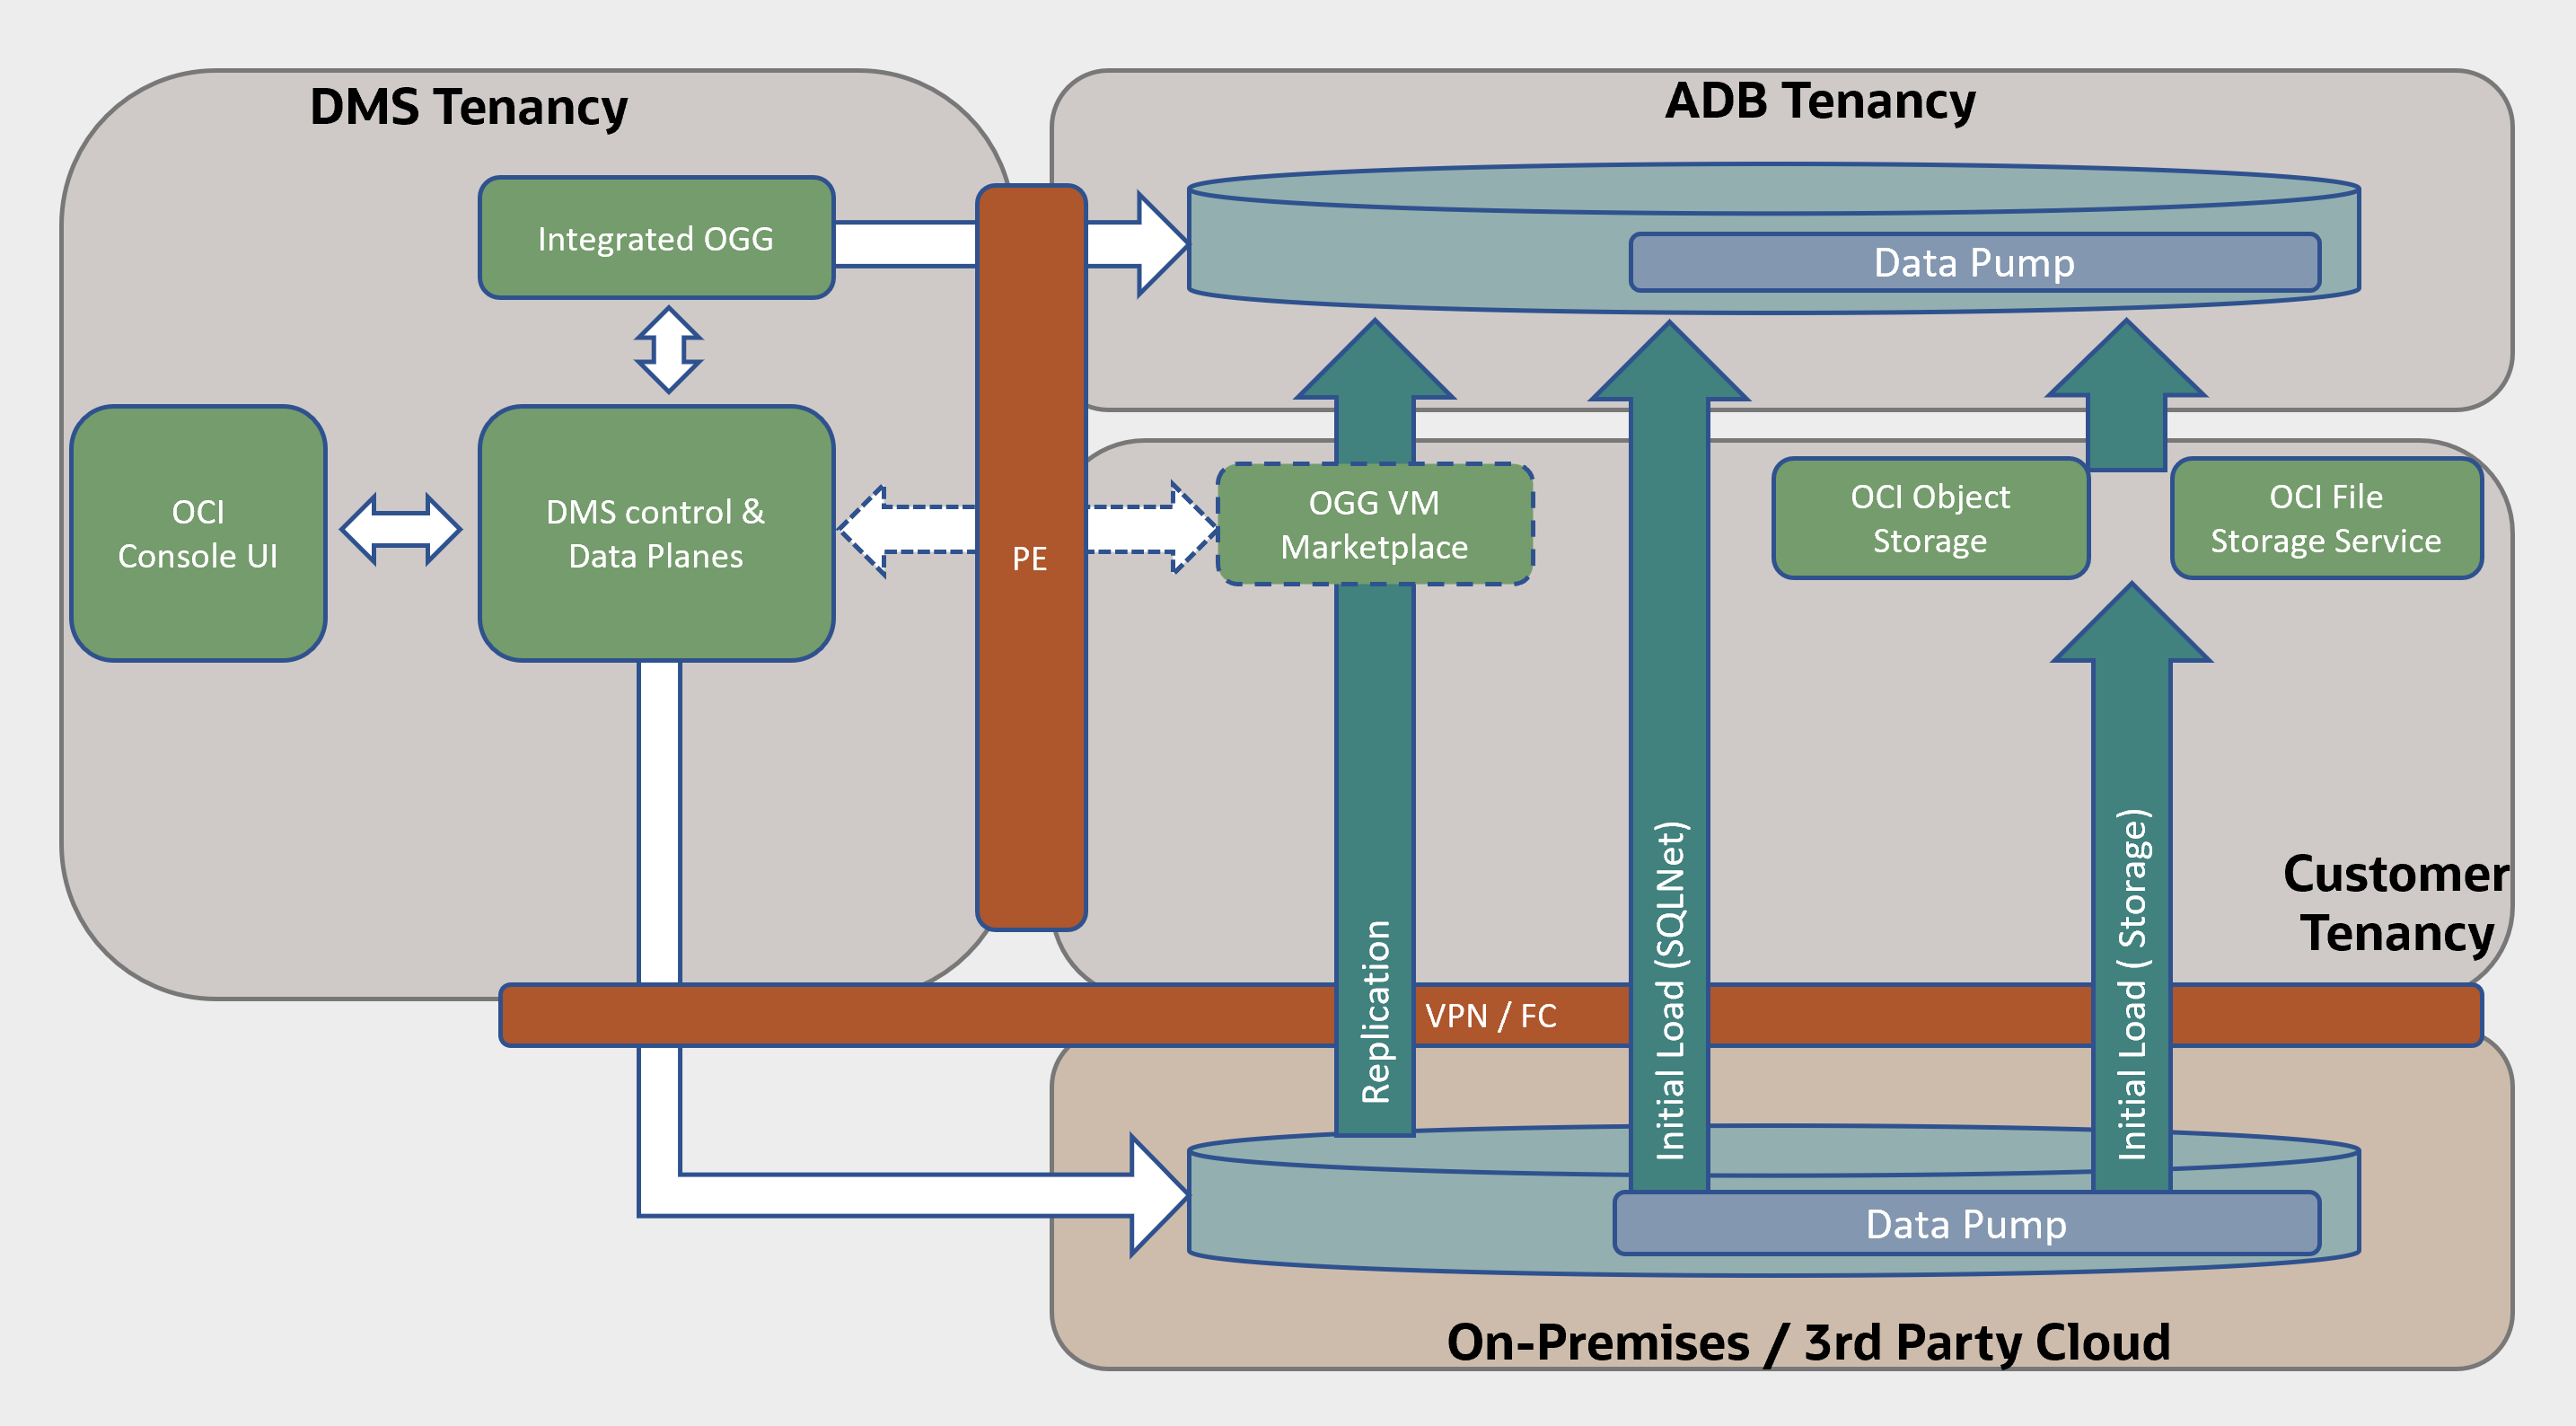 DMS Tenancy
ADB Tenancy
Integrated OGG
Data Pump
OCI
Console UI
DMS control &
Data Planes
PE
OGG VM
Marketplace
OCI Object
Storage
OCI File
Storage Service
Customer
Tenancy
Replication
Initial Load (SQLNet)
Initial Load ( Storage)
VPN / FC
Data Pump
On-Premises / 3rd Party Cloud